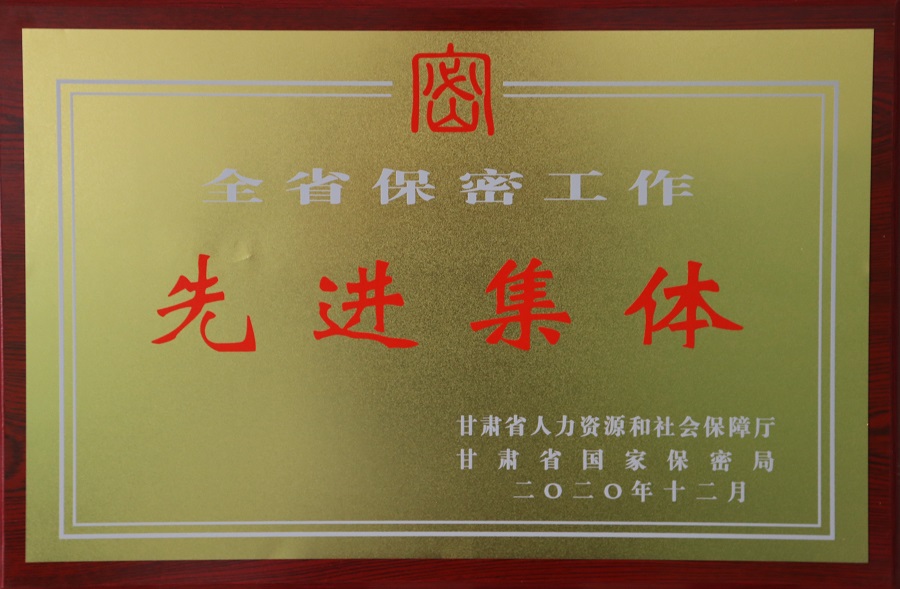 密
全省保密工作
先进集体
甘肃省人力资源和社会保障厅
甘肃省国家保密局
二〇二〇年十二月